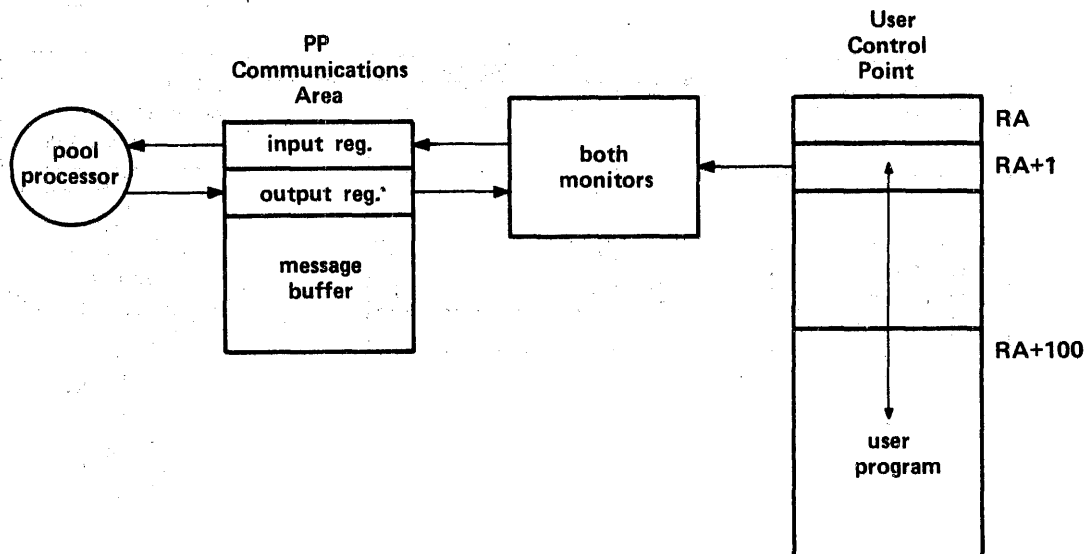 PP
Communications
Area
User
Control
Point
pool
processor
input reg.
output reg.
message
buffer
both
monitors
RA
RA+1
RA+100
user
program